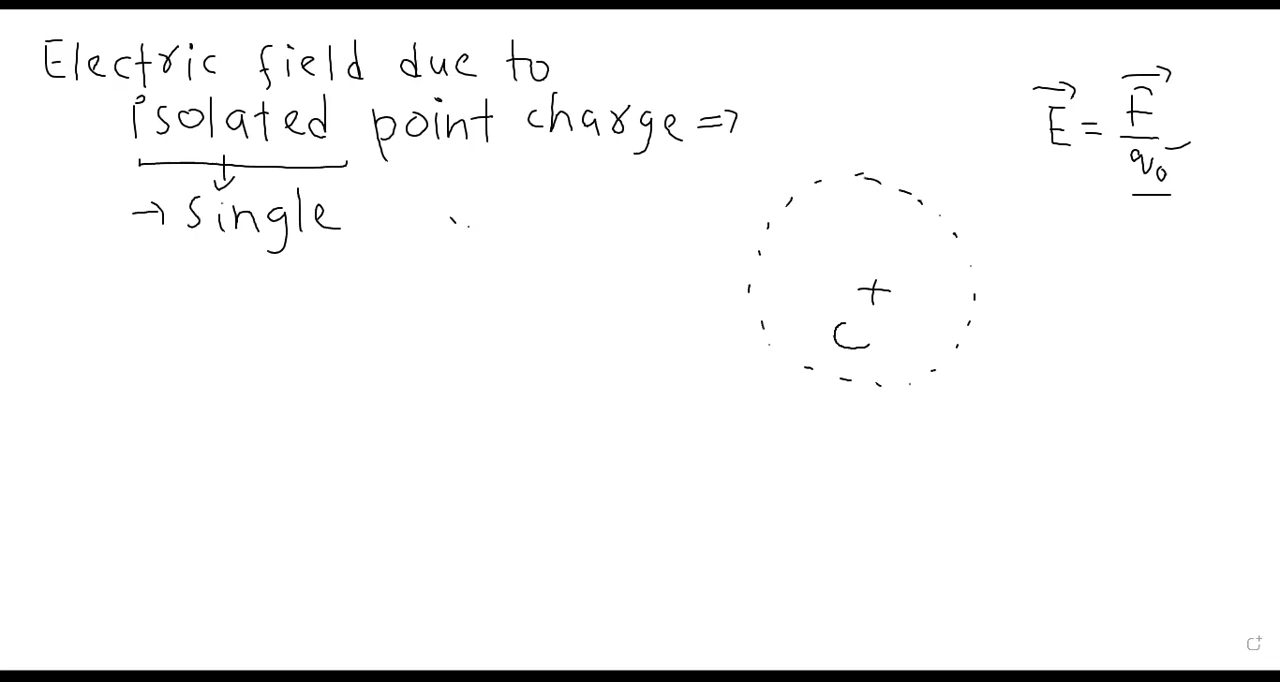 Electric field due to
isolated point charge ⇒
→ single
E⃗ = F⃗ / q₀
+
C